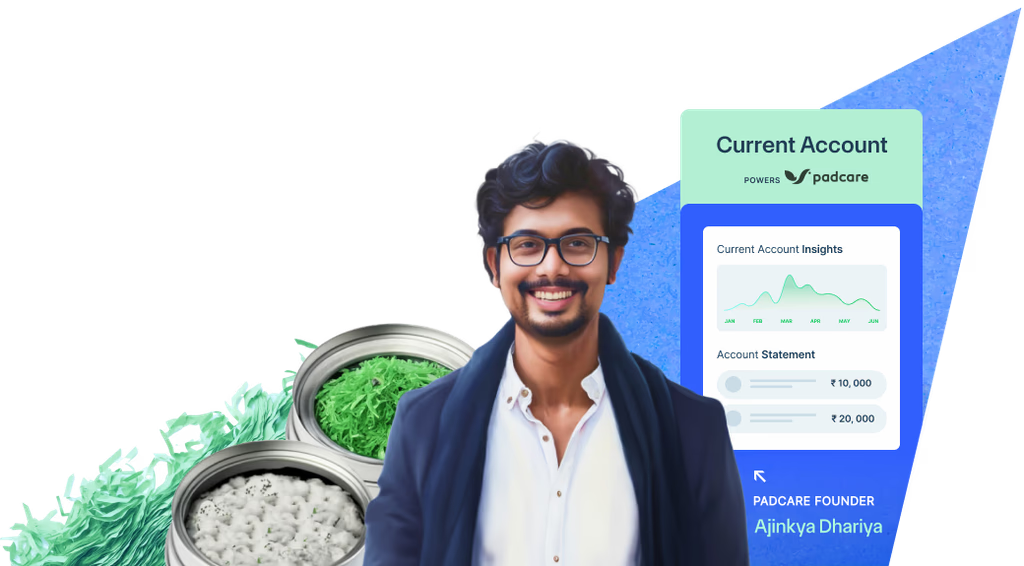 Current Account
POWERS padcare
Current Account Insights
JAN FEB MAR APR MAY JUN
Account Statement
₹ 10, 000
₹ 20, 000
PADCARE FOUNDER
Ajinkya Dhariya